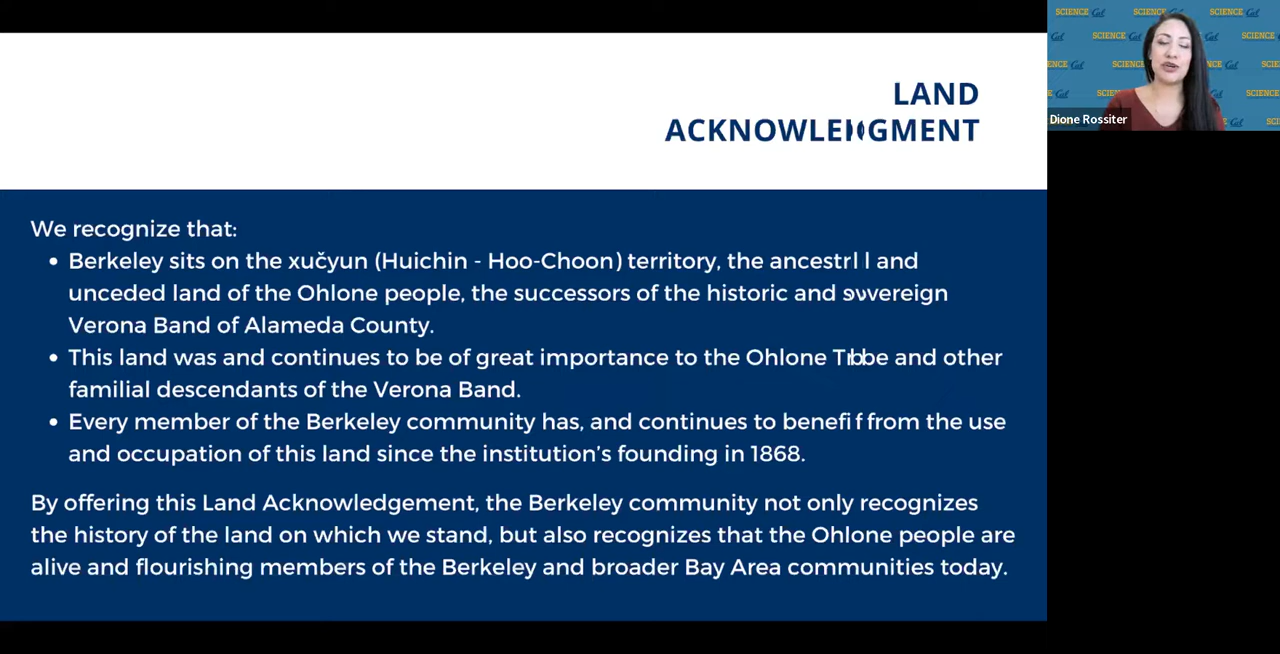 LAND
ACKNOWLEDGMENT
We recognize that:
• Berkeley sits on the xučyun (Huichin - Hoo-Choon) territory, the ancestral and
unceded land of the Ohlone people, the successors of the historic and sovereign
Verona Band of Alameda County.
• This land was and continues to be of great importance to the Ohlone Tribe and other
familial descendants of the Verona Band.
• Every member of the Berkeley community has, and continues to benefit from the use
and occupation of this land since the institution's founding in 1868.
By offering this Land Acknowledgement, the Berkeley community not only recognizes
the history of the land on which we stand, but also recognizes that the Ohlone people are
alive and flourishing members of the Berkeley and broader Bay Area communities today.
SCIENCE Cal SCIENCE Cal SCIENCE Cal
Dione Rossiter